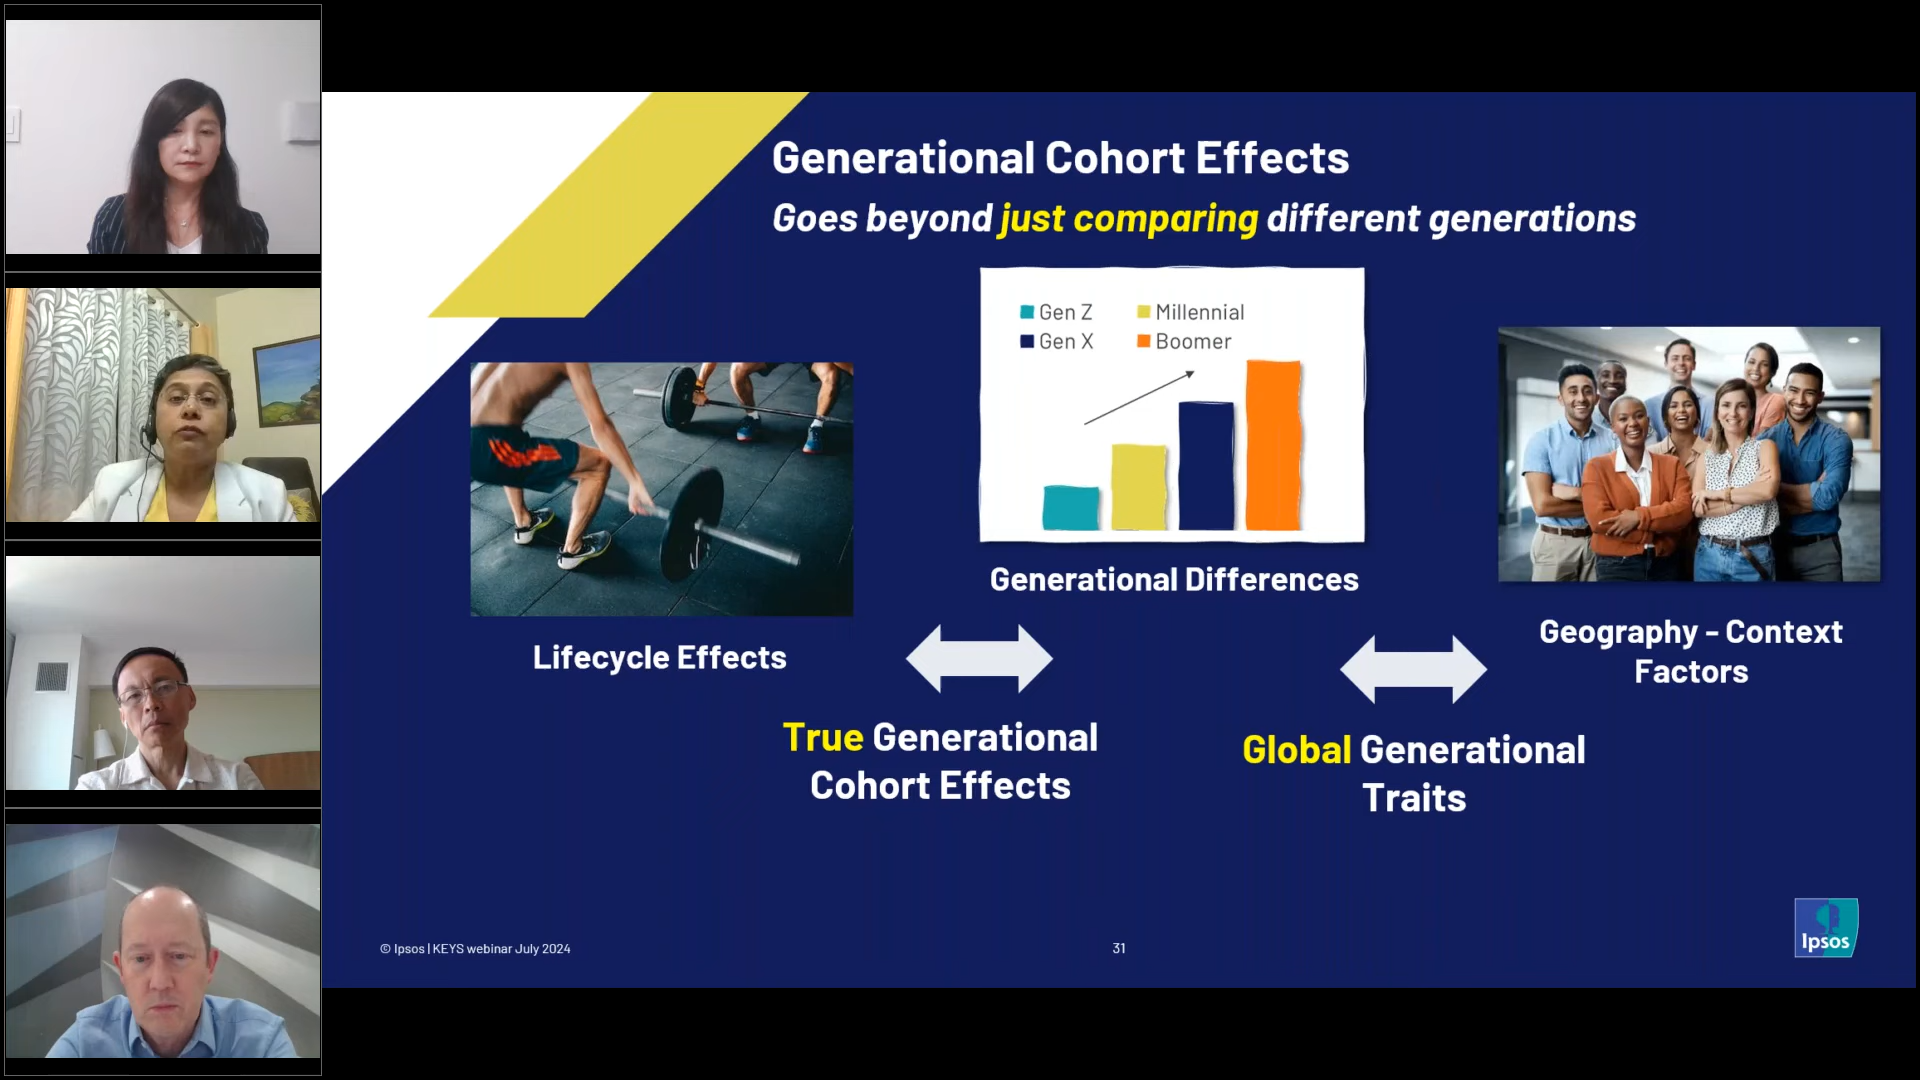 Generational Cohort Effects
Goes beyond just comparing different generations
Gen Z
Millennial
Gen X
Boomer
Generational Differences
Lifecycle Effects
Geography - Context
Factors
True Generational
Cohort Effects
Global Generational
Traits
© Ipsos | KEYS webinar July 2024
31
Ipsos